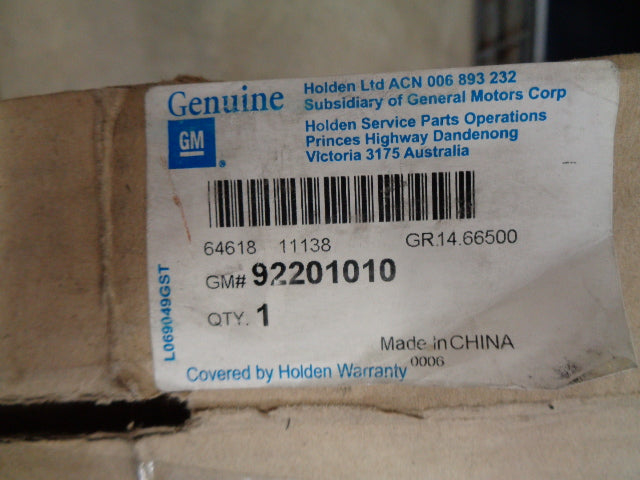 Genuine
GM
®
Holden Ltd ACN 006 893 232
Subsidiary of General Motors Corp
Holden Service Parts Operations
Princes Highway Dandenong
Victoria 3175 Australia
64618 11138 GR.14.66500
GM# 92201010
QTY. 1
Made in CHINA
0006
Covered by Holden Warranty
L069049GST